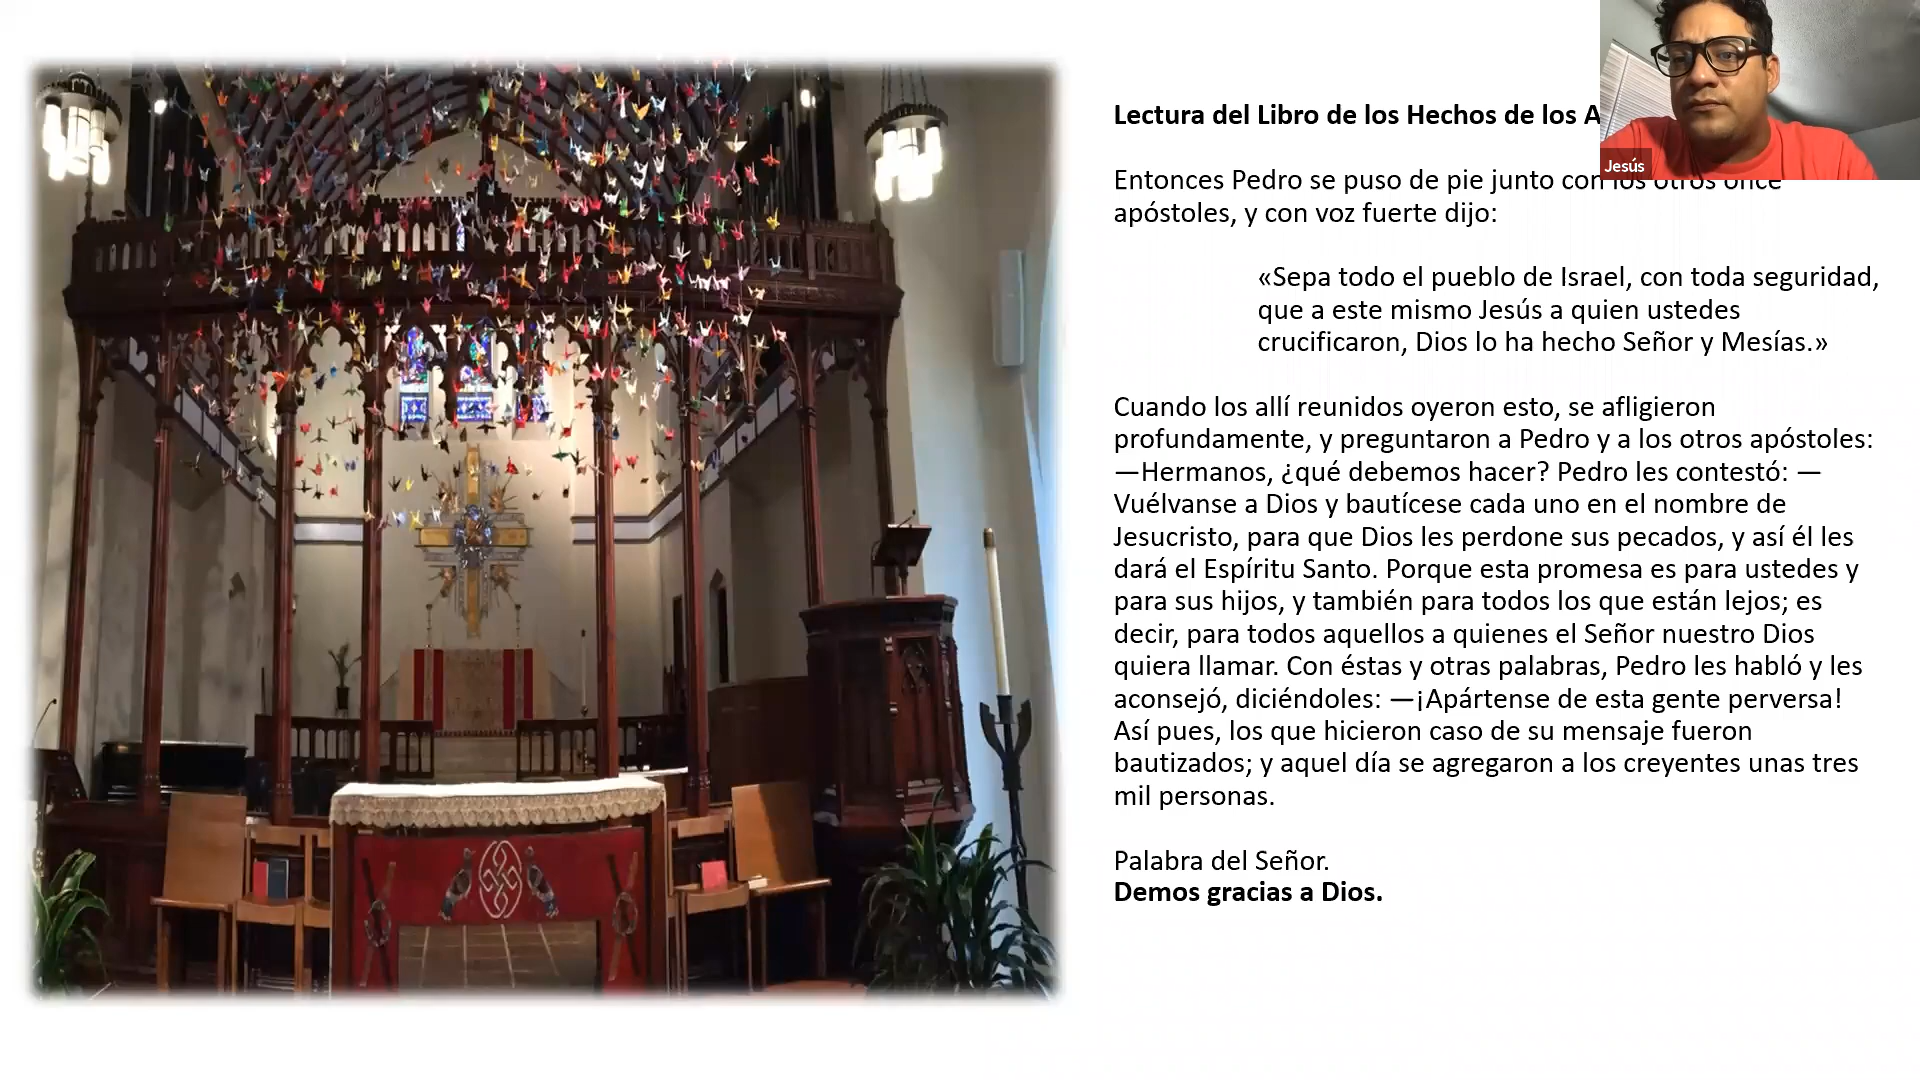 Lectura del Libro de los Hechos de los A
Jesús
Entonces Pedro se puso de pie junto con los otros once
apóstoles, y con voz fuerte dijo:
«Sepa todo el pueblo de Israel, con toda seguridad,
que a este mismo Jesús a quien ustedes
crucificaron, Dios lo ha hecho Señor y Mesías.»
Cuando los allí reunidos oyeron esto, se afligieron
profundamente, y preguntaron a Pedro y a los otros apóstoles:
—Hermanos, ¿qué debemos hacer? Pedro les contestó: —
Vuélvanse a Dios y bautícese cada uno en el nombre de
Jesucristo, para que Dios les perdone sus pecados, y así él les
dará el Espíritu Santo. Porque esta promesa es para ustedes y
para sus hijos, y también para todos los que están lejos; es
decir, para todos aquellos a quienes el Señor nuestro Dios
quiera llamar. Con éstas y otras palabras, Pedro les habló y les
aconsejó, diciéndoles: —¡Apártense de esta gente perversa!
Así pues, los que hicieron caso de su mensaje fueron
bautizados; y aquel día se agregaron a los creyentes unas tres
mil personas.
Palabra del Señor.
Demos gracias a Dios.